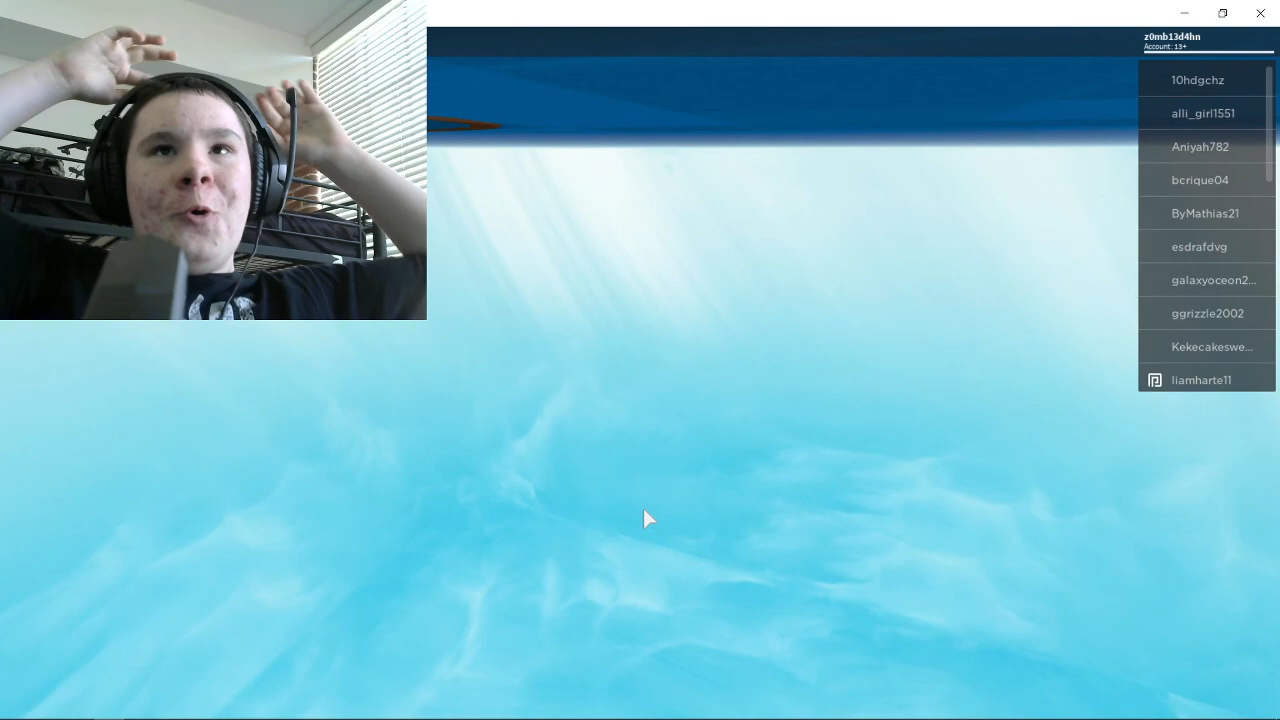 z0mb13d4hn
Account: 13+
10hdgchz
alli_girl1551
Aniyah782
bcrique04
ByMathias21
esdrafdvg
galaxyoceon2...
ggrizzle2002
Kekecakeswe...
liamharte11